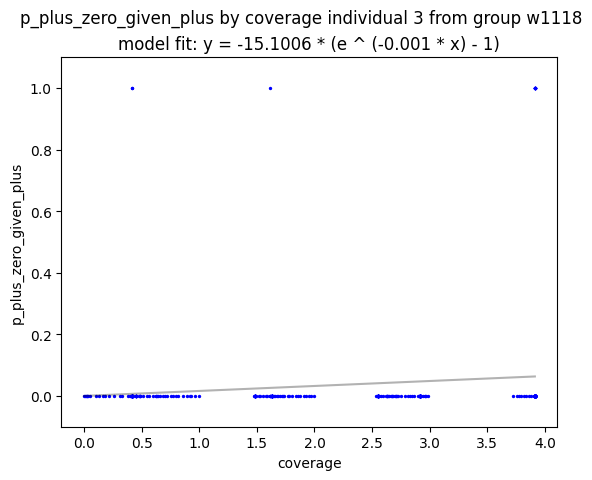 p_plus_zero_given_plus by coverage individual 3 from group w1118
model fit: y = -15.1006 * (e ^ (-0.001 * x) - 1)
1.0
0.8
0.6
0.4
0.2
0.0
p_plus_zero_given_plus
0.0 0.5 1.0 1.5 2.0 2.5 3.0 3.5 4.0
coverage